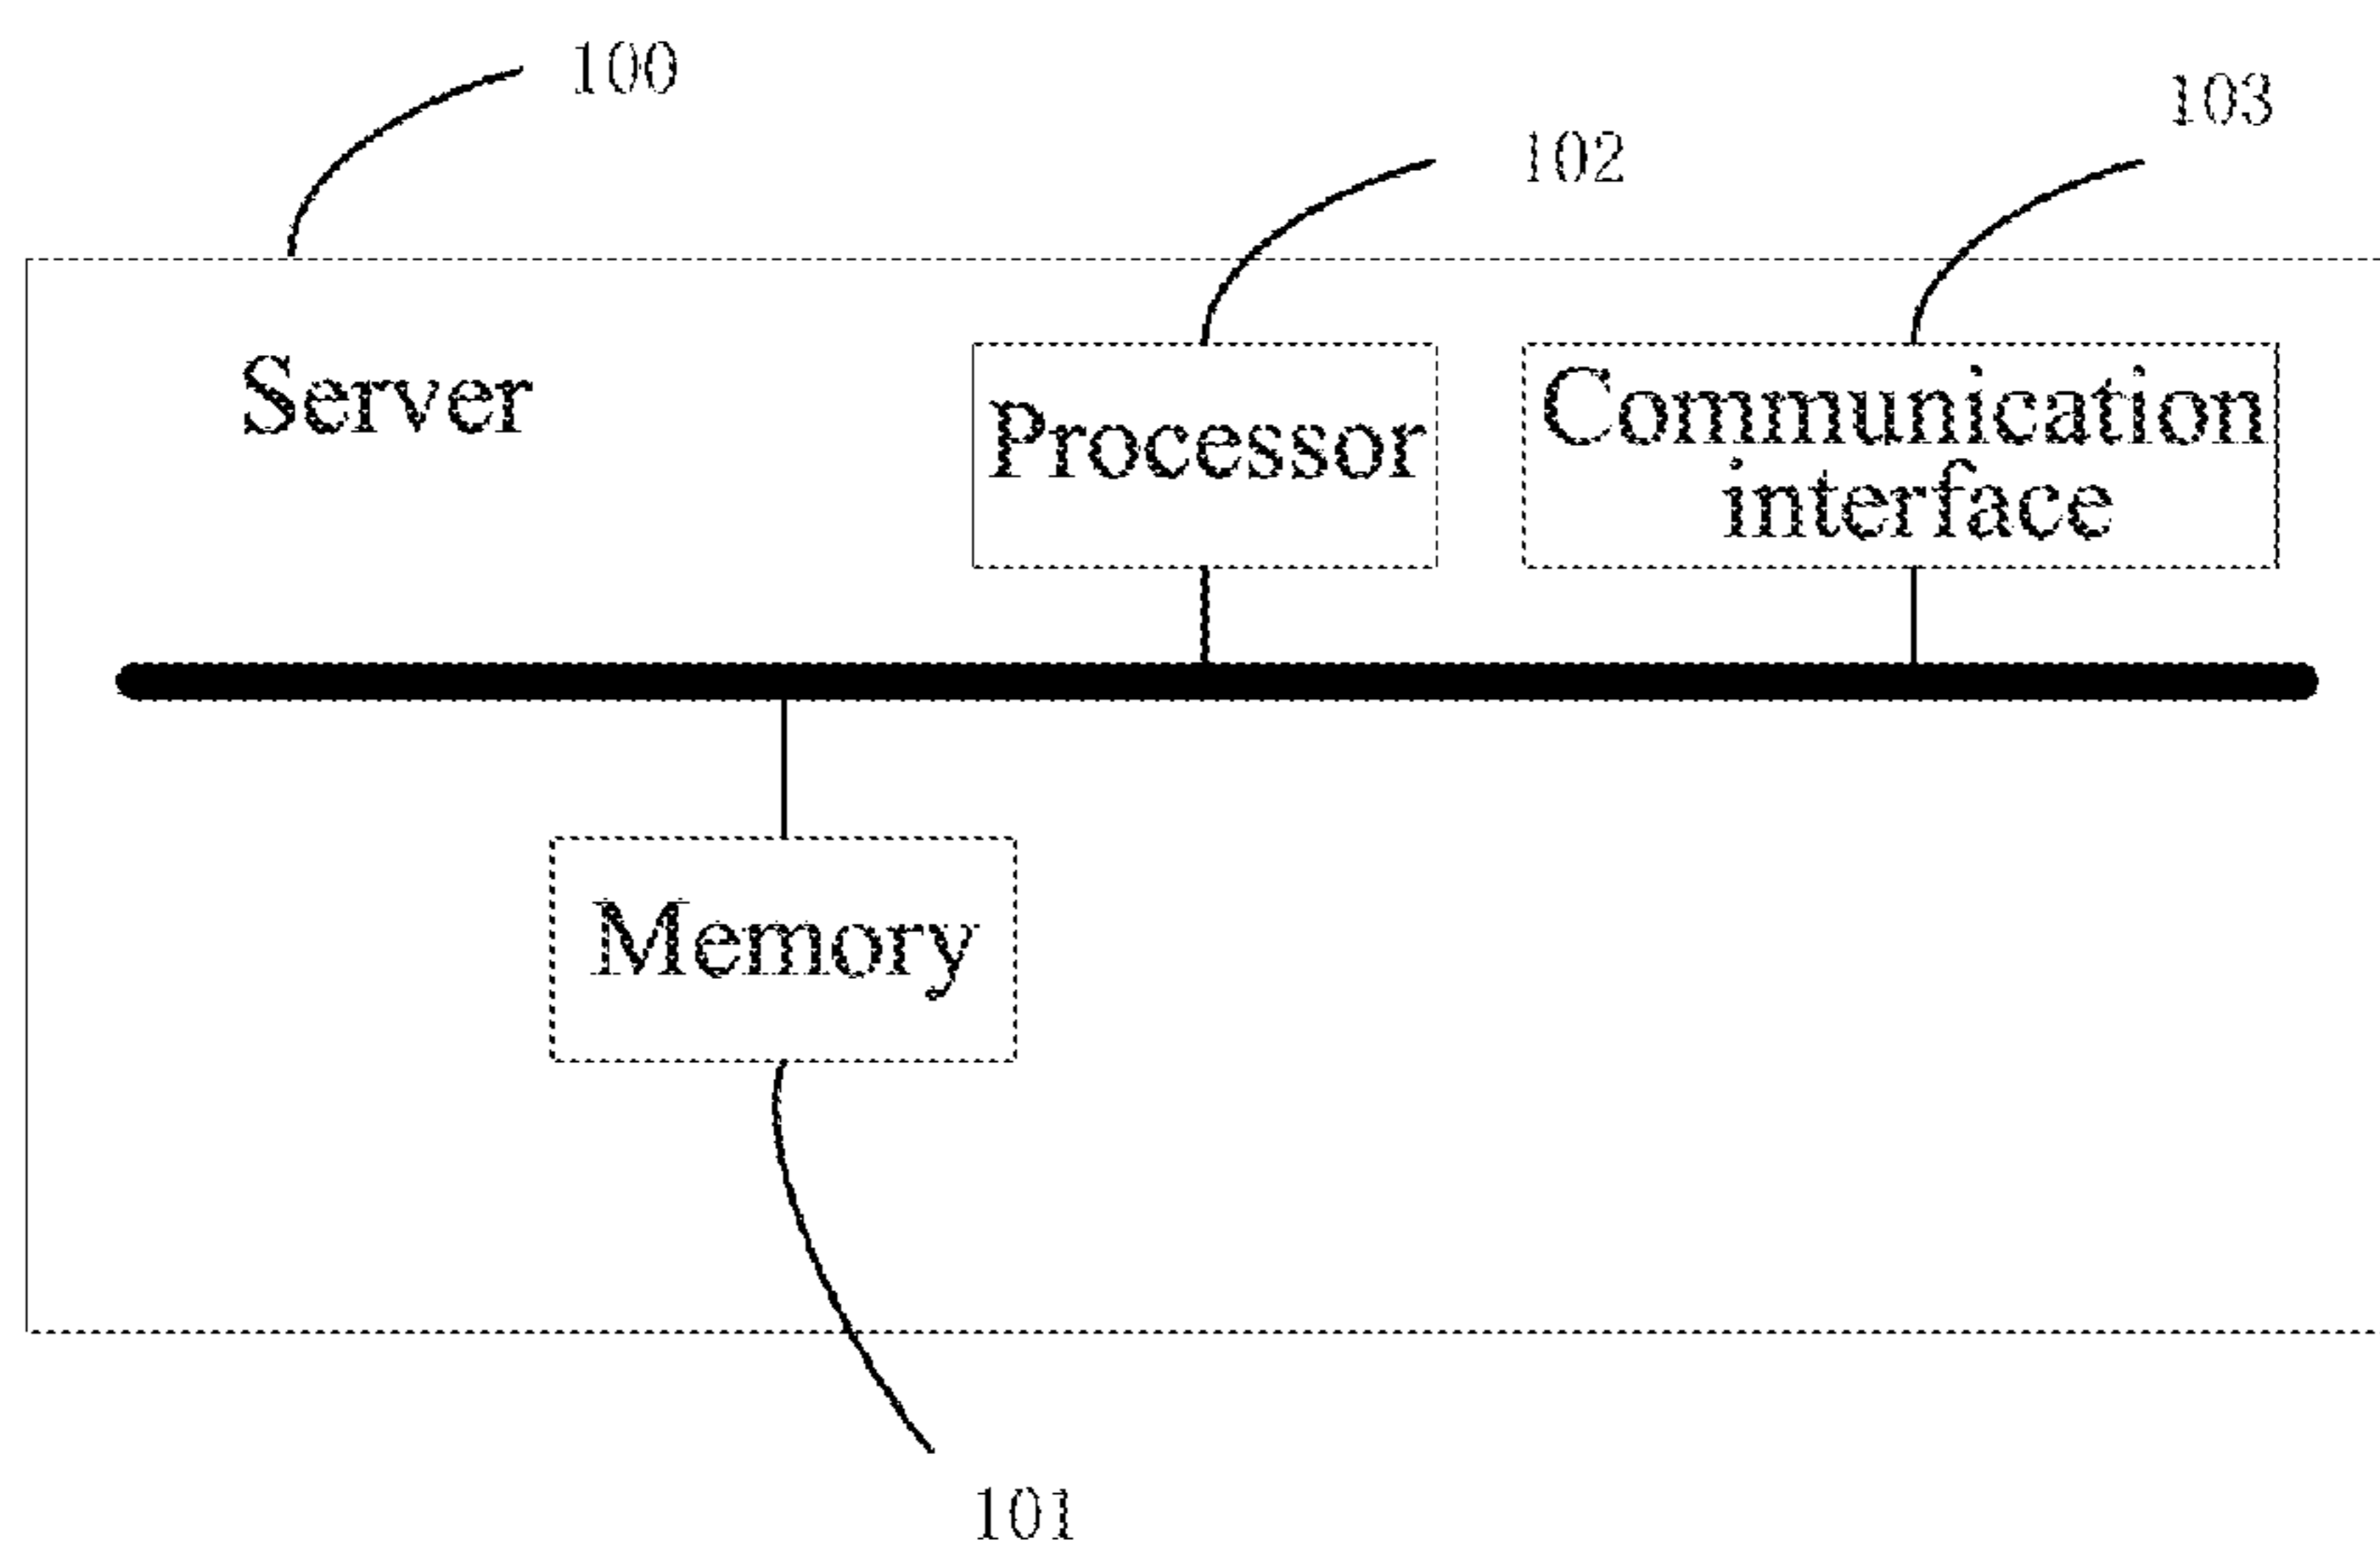 100
102
103
Server
Processor
Communication
interface
Memory
101